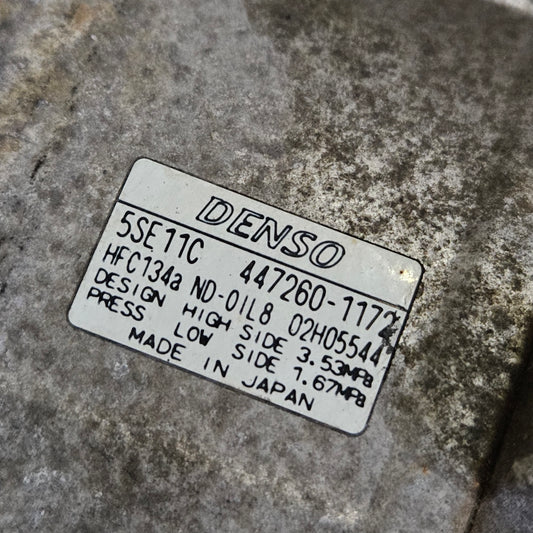 DENSO
5SE11C 447260-1172
HFC134a ND-OIL8 02H05544
DESIGN HIGH SIDE 3.53MPa
PRESS LOW SIDE 1.67MPa
MADE IN JAPAN